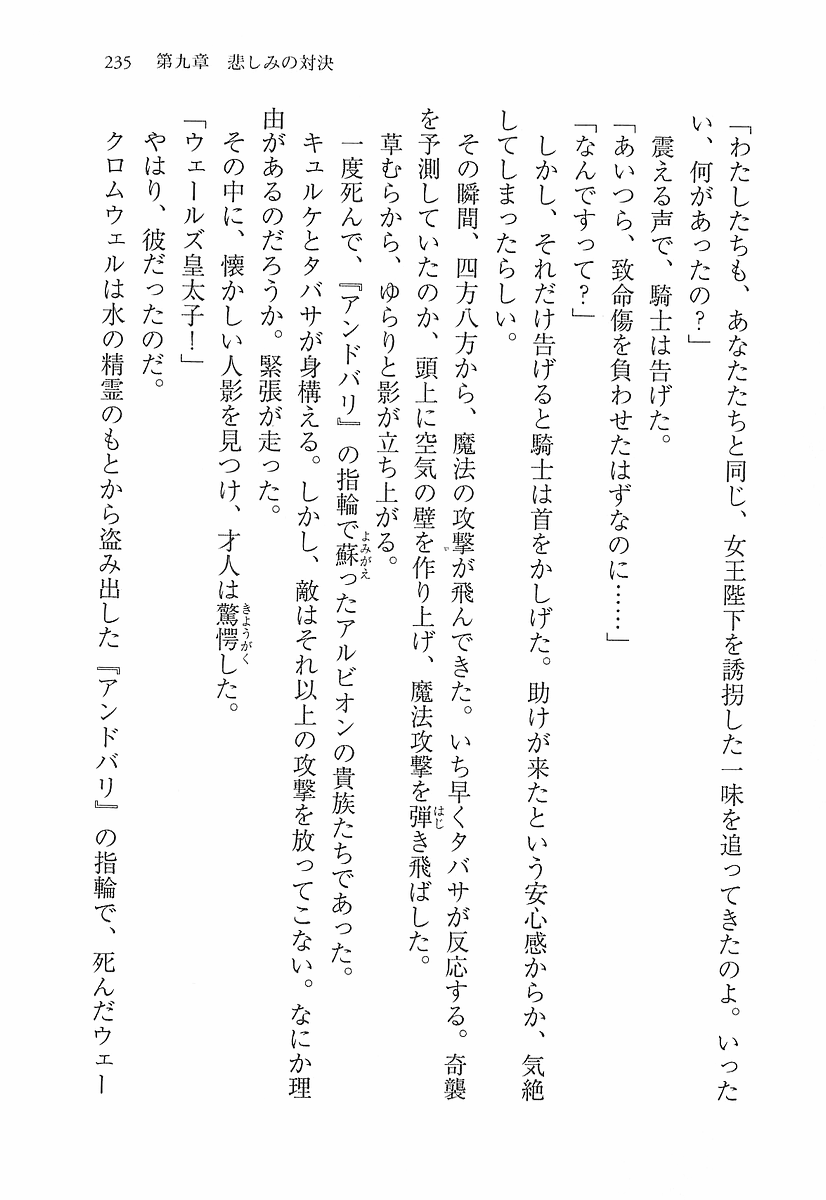 235　第九章　悲しみの対決
「わたしたちも、あなたたちと同じ、女王陛下を誘拐した一味を追ってきたのよ。いった
い、何があったの？」
震える声で、騎士は告げた。
「あいつら、致命傷を負わせたはずなのに……」
「なんですって？」
しかし、それだけ告げると騎士は首をかしげた。助けが来たという安心感からか、気絶
してしまったらしい。
その瞬間、四方八方から、魔法の攻撃が飛んできた。いち早くタバサが反応する。奇襲
を予測していたのか、頭上に空気の壁を作り上げ、魔法攻撃を弾き飛ばした。
草むらから、ゆらりと影が立ち上がる。
一度死んで、『アンドバリ』の指輪で蘇ったアルビオンの貴族たちであった。
キュルケとタバサが身構える。しかし、敵はそれ以上の攻撃を放ってこない。なにか理
由があるのだろうか。緊張が走った。
その中に、懐かしい人影を見つけ、才人は驚愕した。
「ウェールズ皇太子！」
やはり、彼だったのだ。
クロムウェルは水の精霊のもとから盗み出した『アンドバリ』の指輪で、死んだウェー